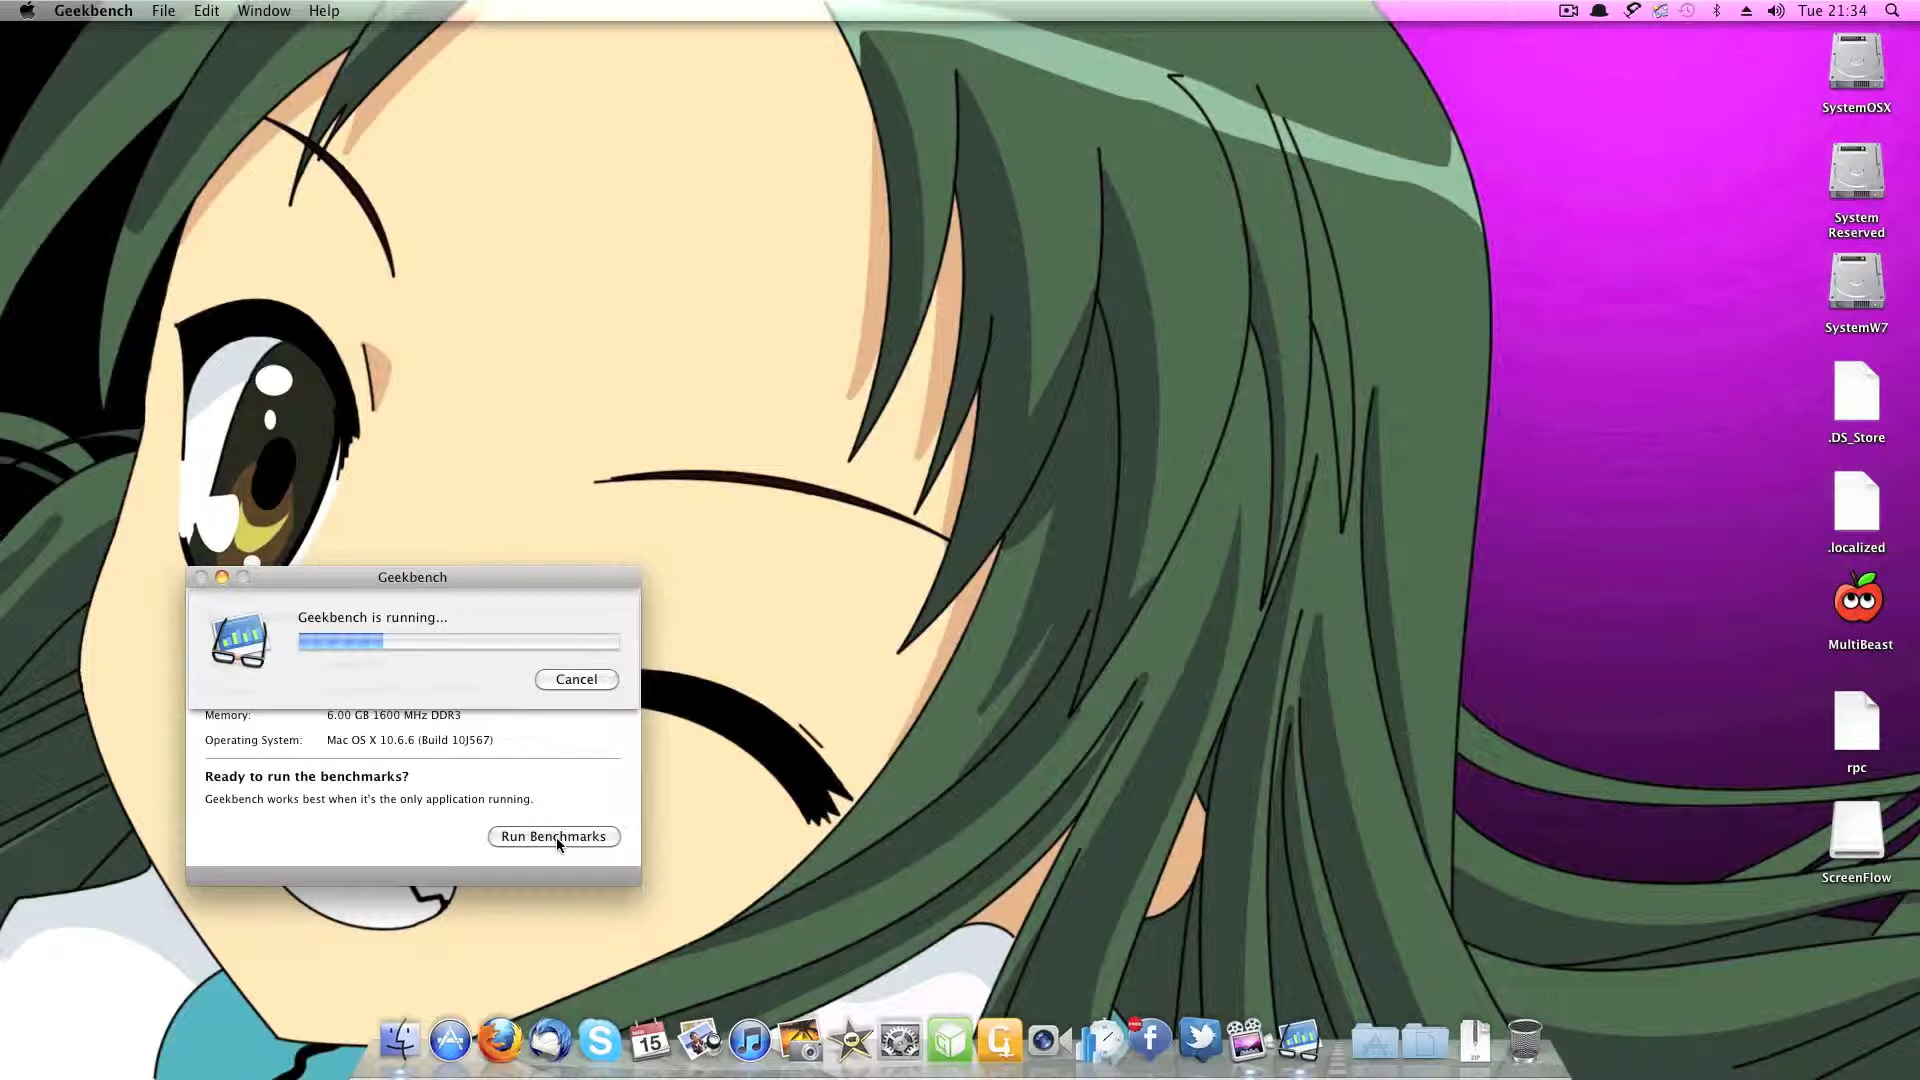 Geekbench File Edit Window Help Tue 21:34
SystemOSX
System
Reserved
SystemW7
.DS_Store
.localized
MultiBeast
rpc
ScreenFlow
Geekbench
Geekbench is running...
Cancel
Memory: 6.00 GB 1600 MHz DDR3
Operating System: Mac OS X 10.6.6 (Build 10J567)
Ready to run the benchmarks?
Geekbench works best when it's the only application running.
Run Benchmarks
15
FREE
ZIP